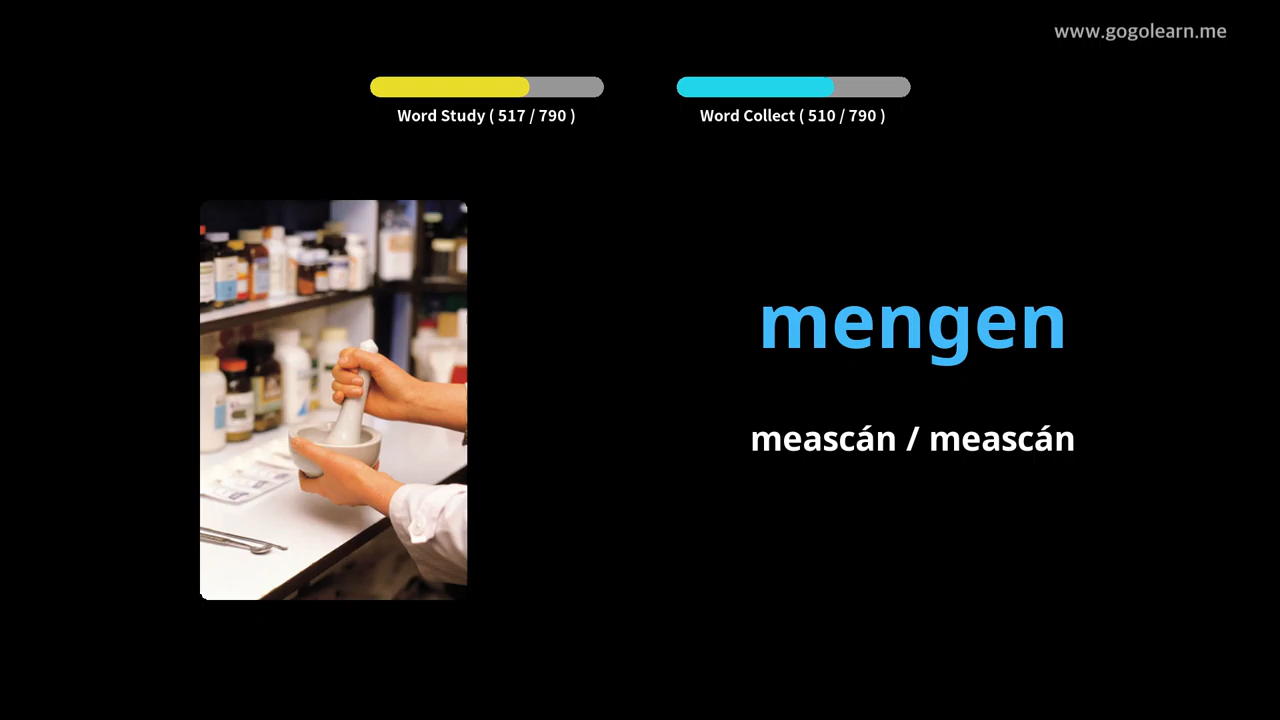 www.gogolearn.me
Word Study ( 517 / 790 )
Word Collect ( 510 / 790 )
mengen
meascán / meascán